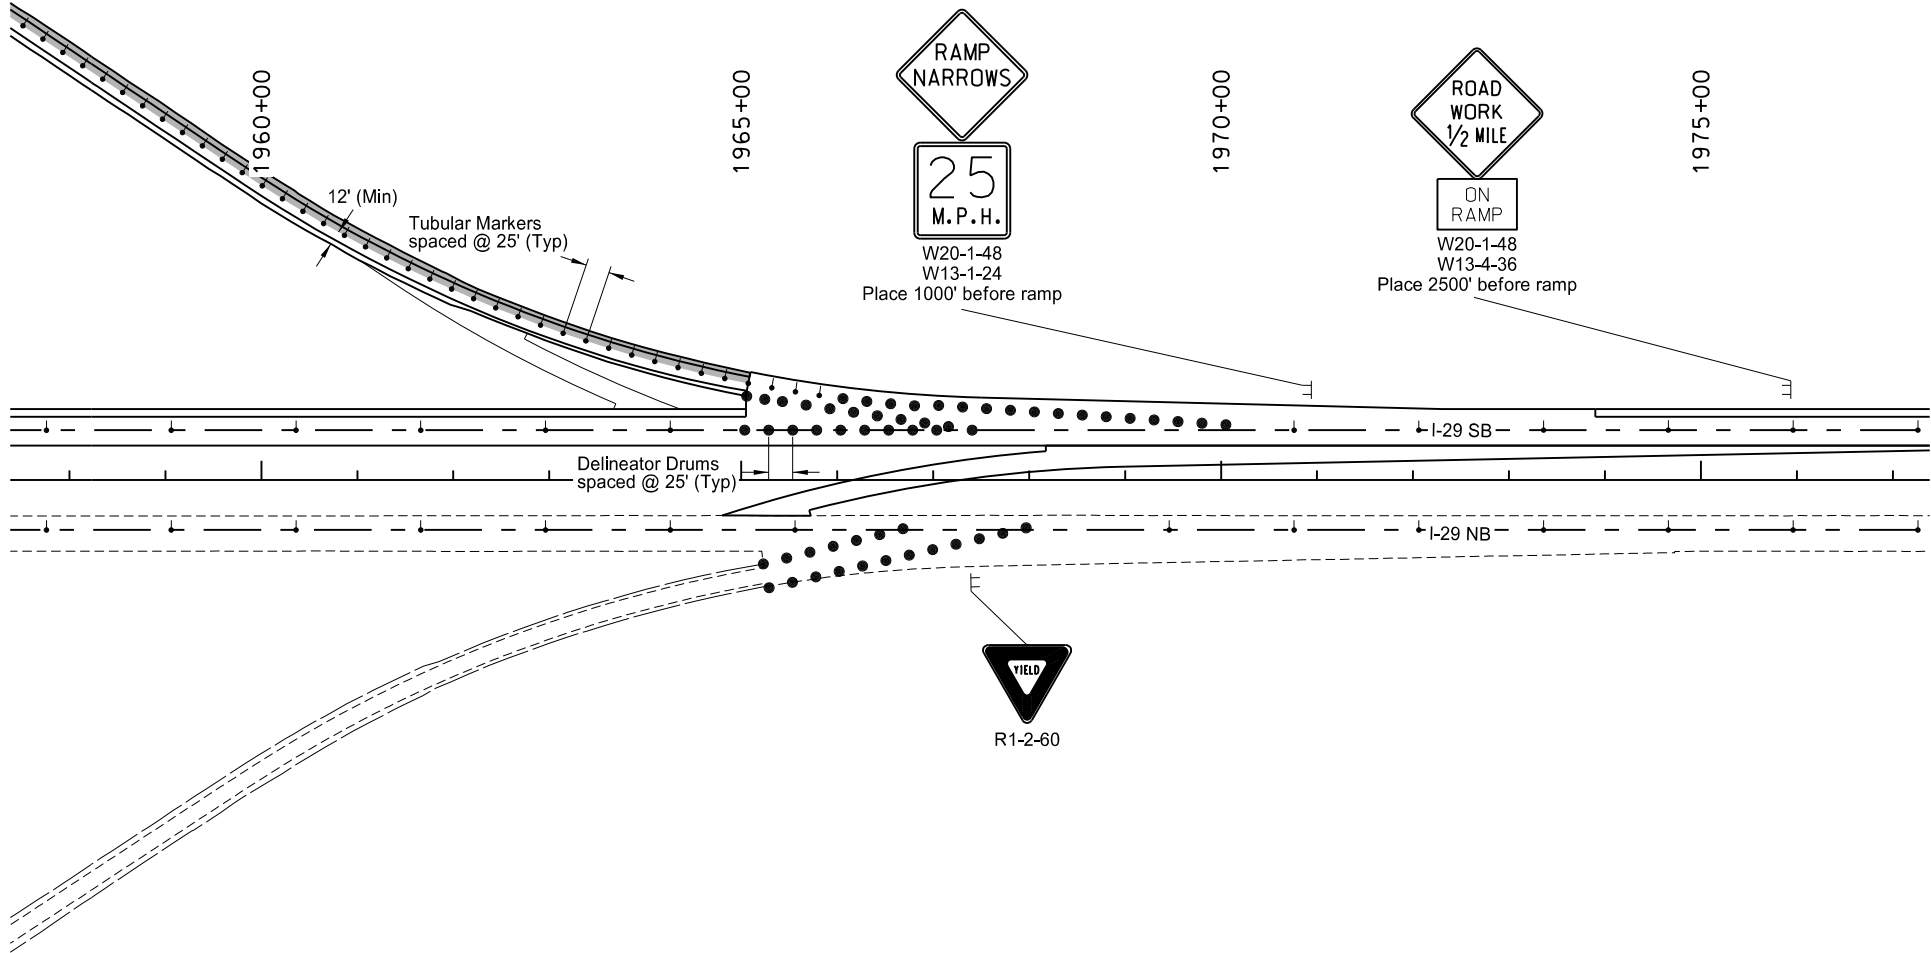 1960+00
1965+00
1970+00
1975+00
RAMP
NARROWS
25
M.P.H.
W20-1-48
W13-1-24
Place 1000' before ramp
ROAD
WORK
1/2 MILE
ON
RAMP
W20-1-48
W13-4-36
Place 2500' before ramp
12' (Min)
Tubular Markers
spaced @ 25' (Typ)
I-29 SB
Delineator Drums
spaced @ 25' (Typ)
I-29 NB
YIELD
R1-2-60